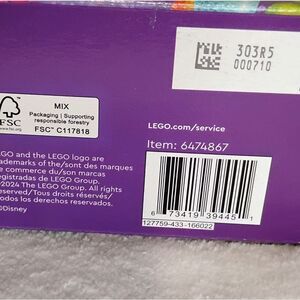 303R5
000710
MIX
Packaging | Supporting
responsible forestry
FSC™ C117818
FSC
www.fsc.org
LEGO.com/service
Item: 6474867
GO and the LEGO logo are
ademarks of the/sont des marques
e commerce du/son marcas
egistradas de LEGO Group.
2024 The LEGO Group. All rights
eserved/Tous droits réservés/
odos los derechos reservados.
©Disney
6 73419 39445 1
127759-433-166022